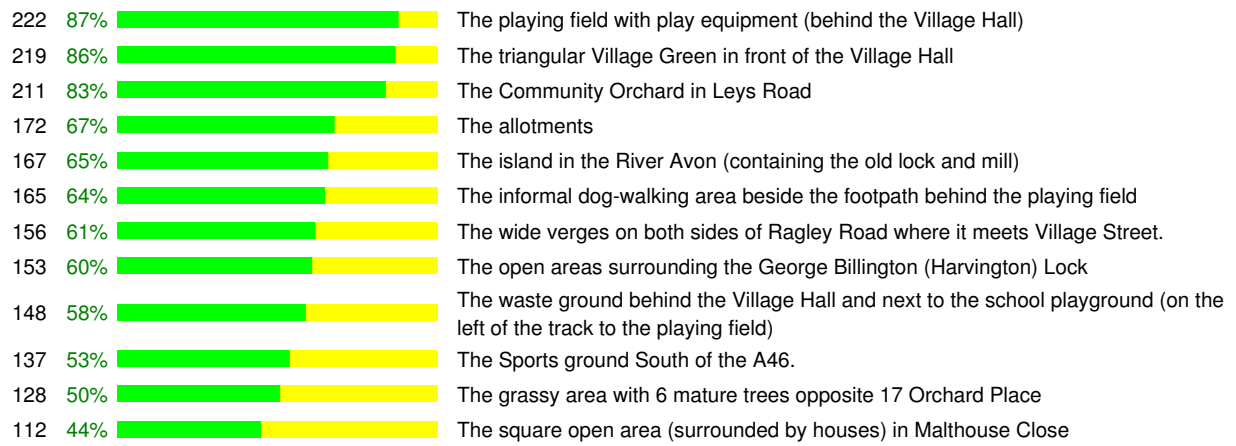 222 87% The playing field with play equipment (behind the Village Hall)
219 86% The triangular Village Green in front of the Village Hall
211 83% The Community Orchard in Leys Road
172 67% The allotments
167 65% The island in the River Avon (containing the old lock and mill)
165 64% The informal dog-walking area beside the footpath behind the playing field
156 61% The wide verges on both sides of Ragley Road where it meets Village Street.
153 60% The open areas surrounding the George Billington (Harvington) Lock
148 58% The waste ground behind the Village Hall and next to the school playground (on the
left of the track to the playing field)
137 53% The Sports ground South of the A46.
128 50% The grassy area with 6 mature trees opposite 17 Orchard Place
112 44% The square open area (surrounded by houses) in Malthouse Close